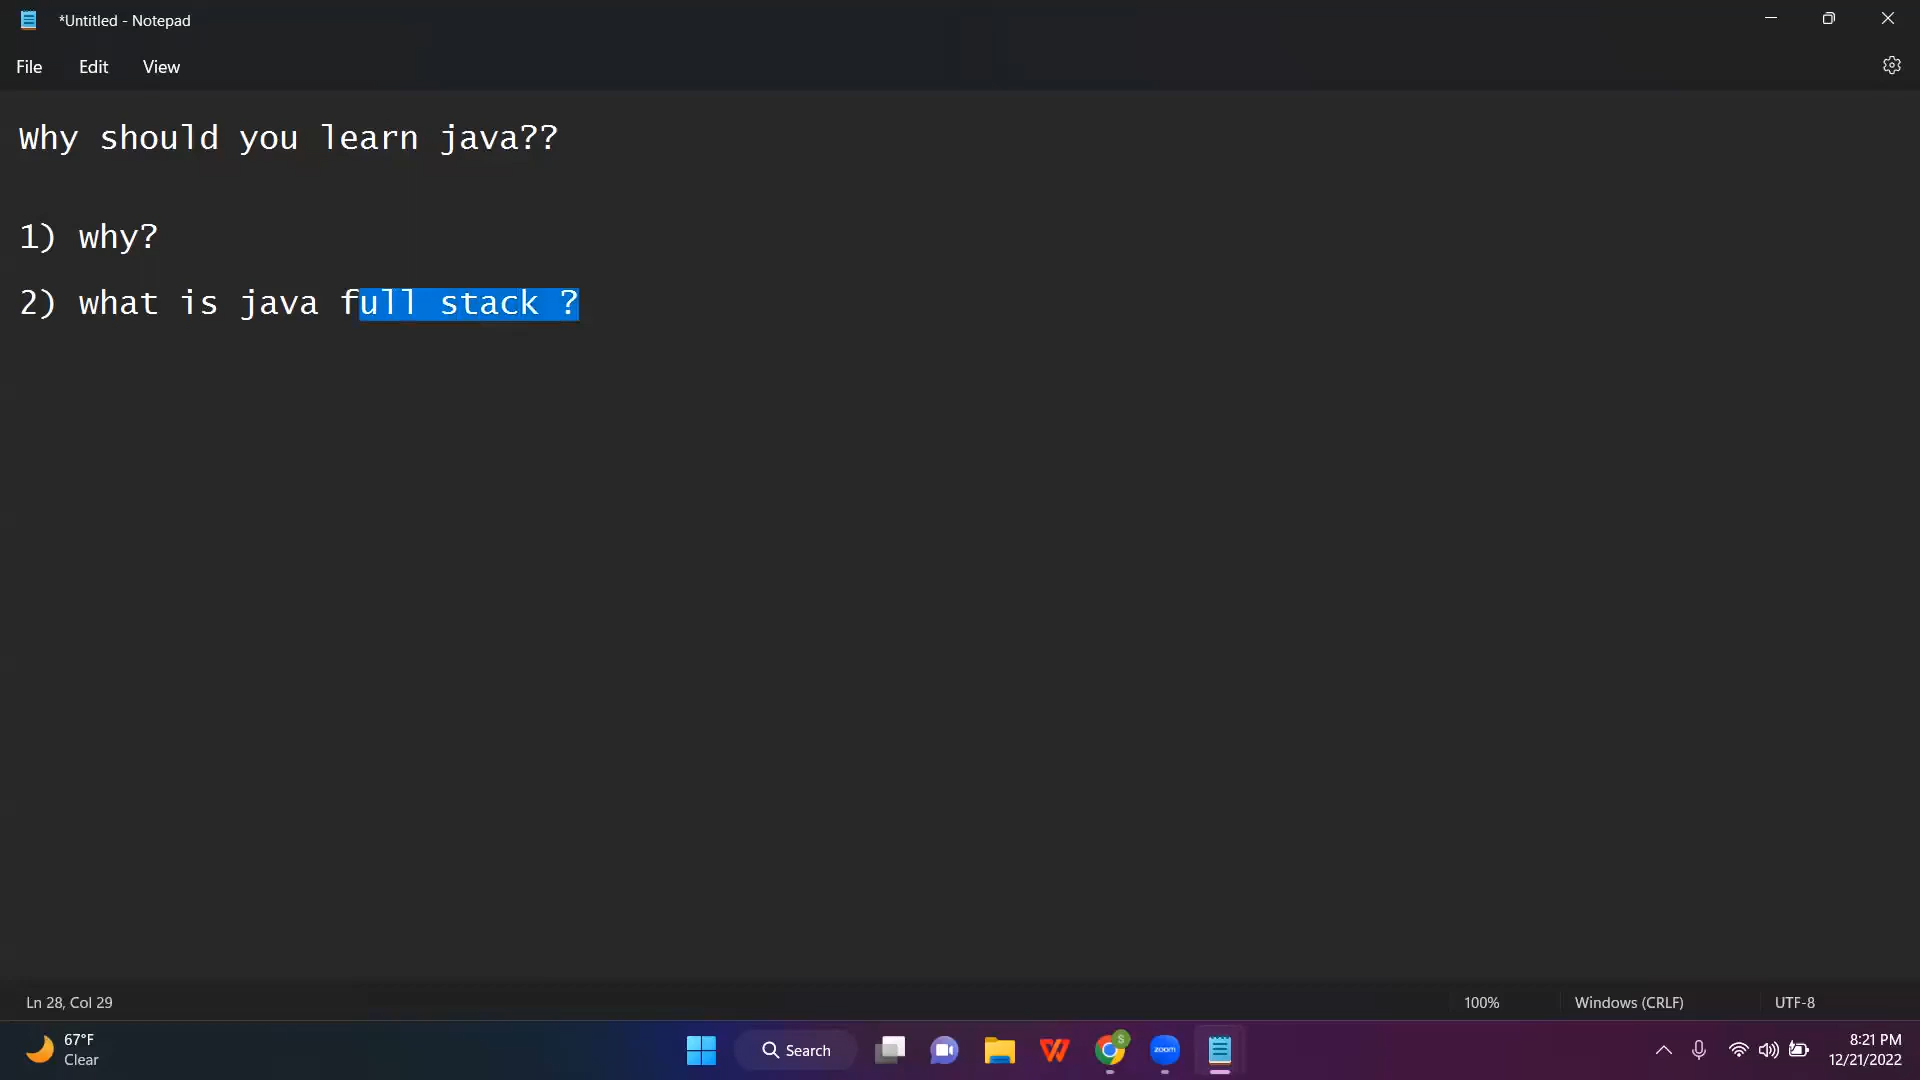 *Untitled - Notepad
File Edit View
Why should you learn java??
1) why?
2) what is java full stack ?
Ln 28, Col 29 100% Windows (CRLF) UTF-8
67°F
Clear
Search
S
zoom
8:21 PM
12/21/2022